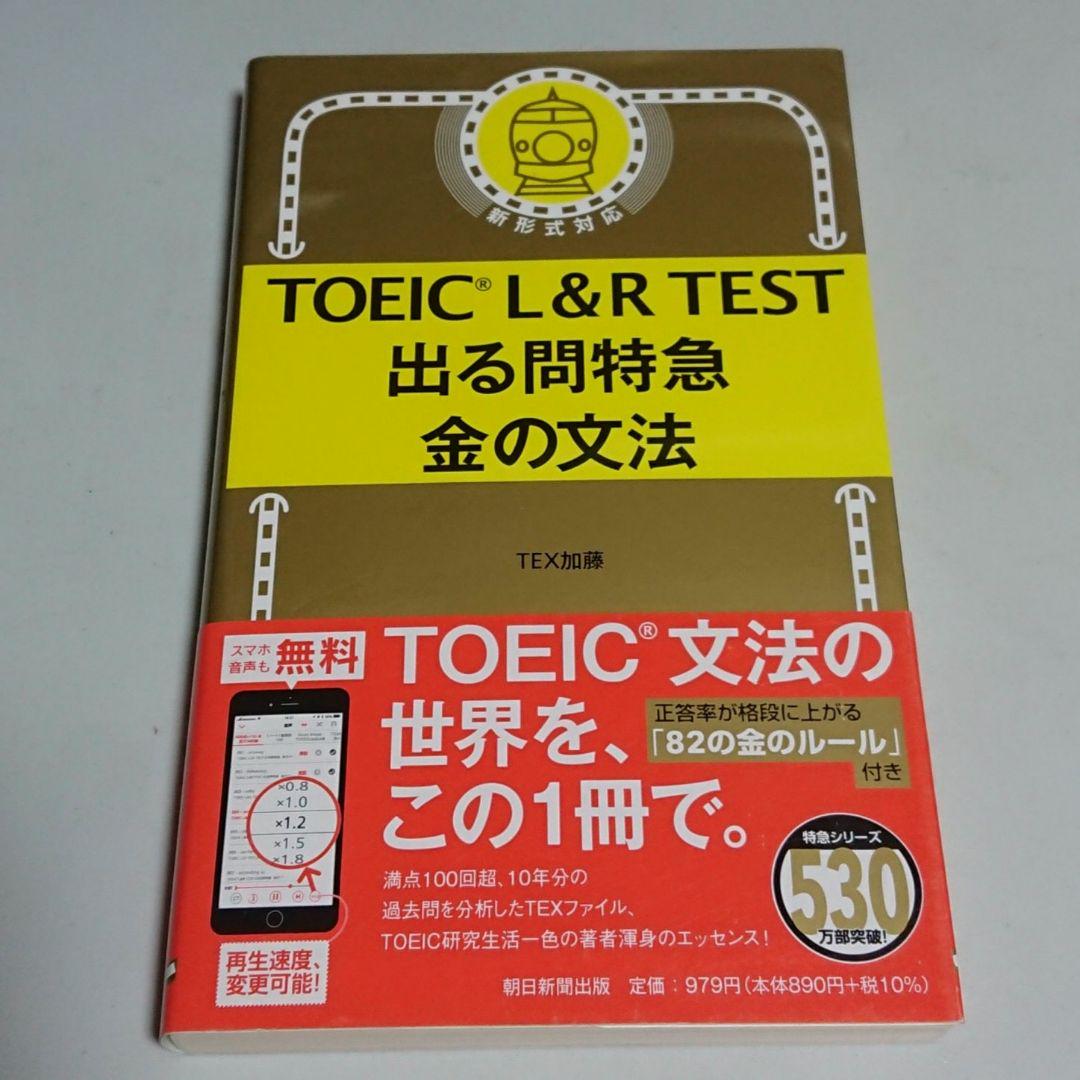 新形式対応
TOEIC® L&R TEST
出る問特急
金の文法
TEX加藤
スマホ
音声も
無料
TOEIC® 文法の
世界を、
この1冊で。
正答率が格段に上がる
「82の金のルール」
付き
×0.8
×1.0
×1.2
×1.5
×1.8
満点100回超、10年分の
過去問を分析したTEXファイル、
TOEIC研究生活一色の著者渾身のエッセンス!
特急シリーズ
530
万部突破!
再生速度、
変更可能!
朝日新聞出版 定価:979円(本体890円+税10%)